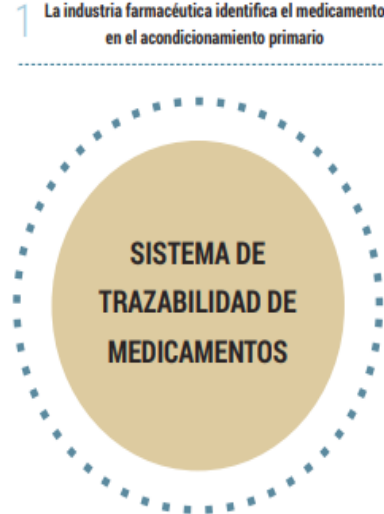 1 La industria farmacéutica identifica el medicamento
en el acondicionamiento primario
SISTEMA DE
TRAZABILIDAD DE
MEDICAMENTOS